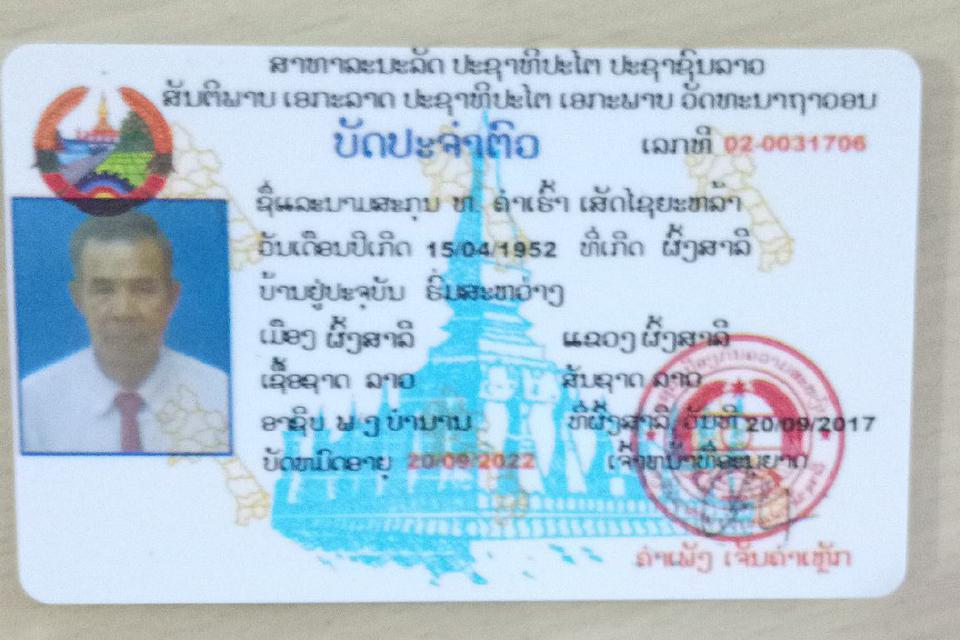 ສາທາລະນະລັດ ປະຊາທິປະໄຕ ປະຊາຊົນລາວ
ສັນຕິພາບ ເອກະລາດ ປະຊາທິປະໄຕ ເອກະພາບ ວັດທະນາຖາວອນ
ບັດປະຈຳຕົວ ເລກທີ 02-0031706
ຊື່ແລະນາມສະກຸນ ທ. ຄຳເຮົ້າ ເສັດໄຊຍະຫລ້າ
ວັນເດືອນປີເກີດ 15/04/1952 ທີ່ເກີດ ຜົ້ງສາລີ
ບ້ານຢູ່ປະຈຸບັນ ຮົ່ມສະຫວ່າງ
ເມືອງ ຜົ້ງສາລີ ແຂວງ ຜົ້ງສາລີ
ເຊື້ອຊາດ ລາວ ສັນຊາດ ລາວ
ອາຊີບ ພ ງ ບຳນານ ທີ່ຜົ້ງສາລີ, ວັນທີ 20/09/2017
ບັດຫມົດອາຍຸ 20/09/2022 ເຈົ້າຫນ້າທີ່ອະນຸຍາດ
ຄຳເພັງ ເຈັນຄຳເຫຼັກ